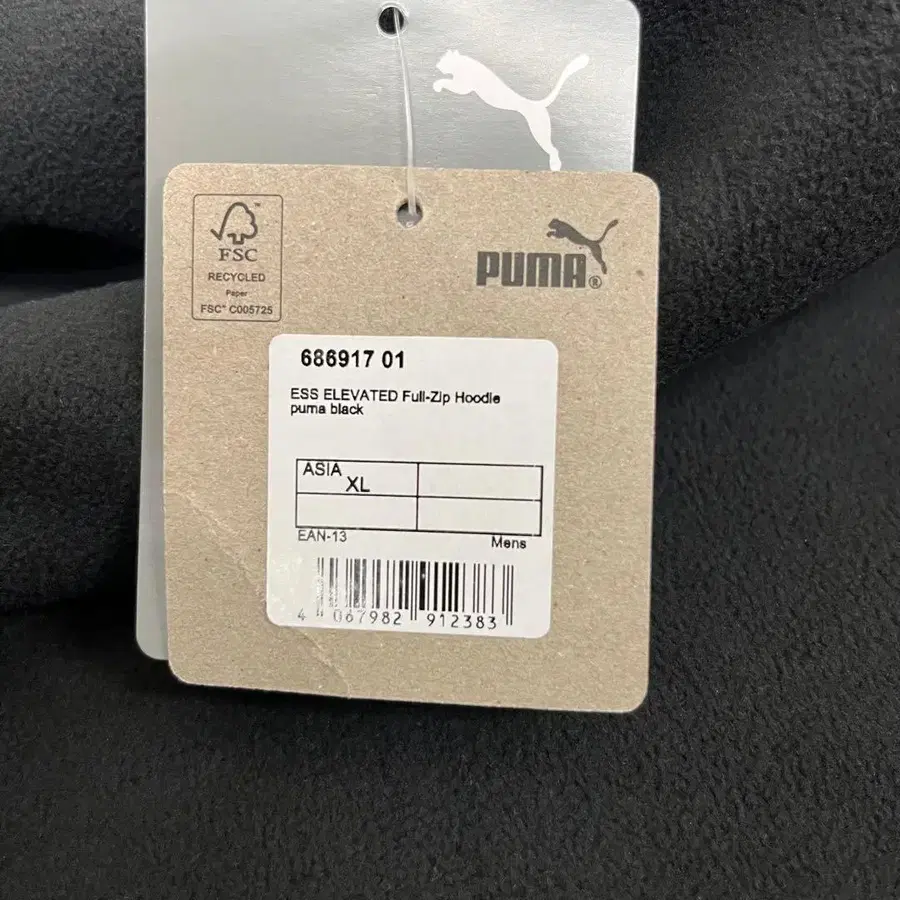 FSC™
RECYCLED
Paper
FSC® C005725
PUMA®
686917 01
ESS ELEVATED Full-Zip Hoodie
puma black
ASIA
XL
EAN-13
Mens
4 067982 912383